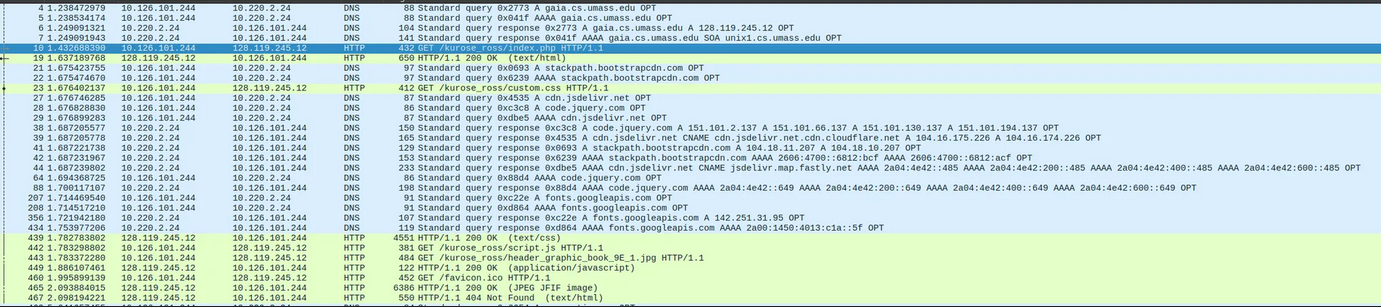 4 1.238472979 10.126.101.244 10.220.2.24 DNS 88 Standard query 0x2773 A gaia.cs.umass.edu OPT
8 1.238534174 10.126.101.244 10.220.2.24 DNS 88 Standard query 0x041f AAAA gaia.cs.umass.edu OPT
6 1.249091321 10.220.2.24 10.126.101.244 DNS 104 Standard query response 0x2773 A gaia.cs.umass.edu A 128.119.245.12 OPT
7 1.249091943 10.220.2.24 10.126.101.244 DNS 141 Standard query response 0x041f AAAA gaia.cs.umass.edu SOA unix1.cs.umass.edu OPT
10 1.432688390 10.126.101.244 128.119.245.12 HTTP 432 GET /kurose_ross/index.php HTTP/1.1
19 1.637189768 128.119.245.12 10.126.101.244 HTTP 650 HTTP/1.1 200 OK (text/html)
21 1.675423755 10.126.101.244 10.220.2.24 DNS 97 Standard query 0x0693 A stackpath.bootstrapcdn.com OPT
22 1.675474670 10.126.101.244 10.220.2.24 DNS 97 Standard query 0x6239 AAAA stackpath.bootstrapcdn.com OPT
23 1.676402137 10.126.101.244 128.119.245.12 HTTP 412 GET /kurose_ross/custom.css HTTP/1.1
27 1.676746285 10.126.101.244 10.220.2.24 DNS 87 Standard query 0x4535 A cdn.jsdelivr.net OPT
28 1.676828830 10.126.101.244 10.220.2.24 DNS 86 Standard query 0xc3c8 A code.jquery.com OPT
29 1.676899283 10.126.101.244 10.220.2.24 DNS 87 Standard query 0xdbe5 AAAA cdn.jsdelivr.net OPT
38 1.687205577 10.220.2.24 10.126.101.244 DNS 150 Standard query response 0xc3c8 A code.jquery.com A 151.101.2.137 A 151.101.66.137 A 151.101.130.137 A 151.101.194.137 OPT
39 1.687205778 10.220.2.24 10.126.101.244 DNS 165 Standard query response 0x4535 A cdn.jsdelivr.net CNAME cdn.jsdelivr.net.cdn.cloudflare.net A 104.16.175.226 A 104.16.174.226 OPT
41 1.687221738 10.220.2.24 10.126.101.244 DNS 129 Standard query response 0x0693 A stackpath.bootstrapcdn.com A 104.18.11.207 A 104.18.10.207 OPT
42 1.687231967 10.220.2.24 10.126.101.244 DNS 153 Standard query response 0x6239 AAAA stackpath.bootstrapcdn.com AAAA 2606:4700::6812:bcf AAAA 2606:4700::6812:acf OPT
44 1.687239802 10.220.2.24 10.126.101.244 DNS 233 Standard query response 0xdbe5 AAAA cdn.jsdelivr.net CNAME jsdelivr.map.fastly.net AAAA 2a04:4e42::485 AAAA 2a04:4e42:200::485 AAAA 2a04:4e42:400::485 AAAA 2a04:4e42:600::485 OPT
64 1.694368725 10.126.101.244 10.220.2.24 DNS 86 Standard query 0x88d4 AAAA code.jquery.com OPT
88 1.700117107 10.220.2.24 10.126.101.244 DNS 198 Standard query response 0x88d4 AAAA code.jquery.com AAAA 2a04:4e42::649 AAAA 2a04:4e42:200::649 AAAA 2a04:4e42:400::649 AAAA 2a04:4e42:600::649 OPT
207 1.714469540 10.126.101.244 10.220.2.24 DNS 91 Standard query 0xc22e A fonts.googleapis.com OPT
208 1.714517210 10.126.101.244 10.220.2.24 DNS 91 Standard query 0xd864 AAAA fonts.googleapis.com OPT
356 1.721942180 10.220.2.24 10.126.101.244 DNS 107 Standard query response 0xc22e A fonts.googleapis.com A 142.251.31.95 OPT
434 1.753977206 10.220.2.24 10.126.101.244 DNS 119 Standard query response 0xd864 AAAA fonts.googleapis.com AAAA 2a00:1450:4013:c1a::5f OPT
439 1.782783802 128.119.245.12 10.126.101.244 HTTP 4551 HTTP/1.1 200 OK (text/css)
442 1.783298802 10.126.101.244 128.119.245.12 HTTP 381 GET /kurose_ross/script.js HTTP/1.1
443 1.783372280 10.126.101.244 128.119.245.12 HTTP 484 GET /kurose_ross/header_graphic_book_9E_1.jpg HTTP/1.1
449 1.886107461 128.119.245.12 10.126.101.244 HTTP 122 HTTP/1.1 200 OK (application/javascript)
460 1.995899139 10.126.101.244 128.119.245.12 HTTP 452 GET /favicon.ico HTTP/1.1
465 2.093884015 128.119.245.12 10.126.101.244 HTTP 6386 HTTP/1.1 200 OK (JPEG JFIF image)
467 2.098194221 128.119.245.12 10.126.101.244 HTTP 550 HTTP/1.1 404 Not Found (text/html)